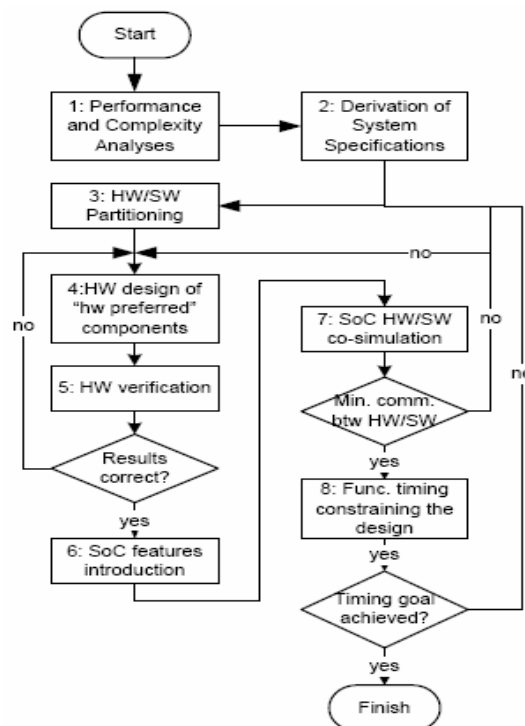 Start
1: Performance
and Complexity
Analyses
2: Derivation of
System
Specifications
3: HW/SW
Partitioning
no
no
4:HW design of
"hw preferred"
components
no
no
5: HW verification
Results
correct?
yes
6: SoC features
introduction
7: SoC HW/SW
co-simulation
Min. comm.
btw HW/SW
yes
8: Func. timing
constraining the
design
yes
Timing goal
achieved?
yes
Finish